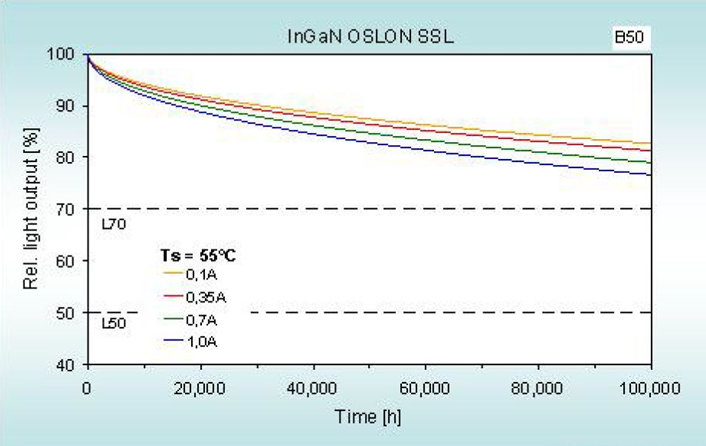 InGaN OSLON SSL
B50
100
90
80
70
60
50
40
Rel. light output [%]
L70
L50
Ts = 55°C
0,1A
0,35A
0,7A
1,0A
0
20,000
40,000
60,000
80,000
100,000
Time [h]